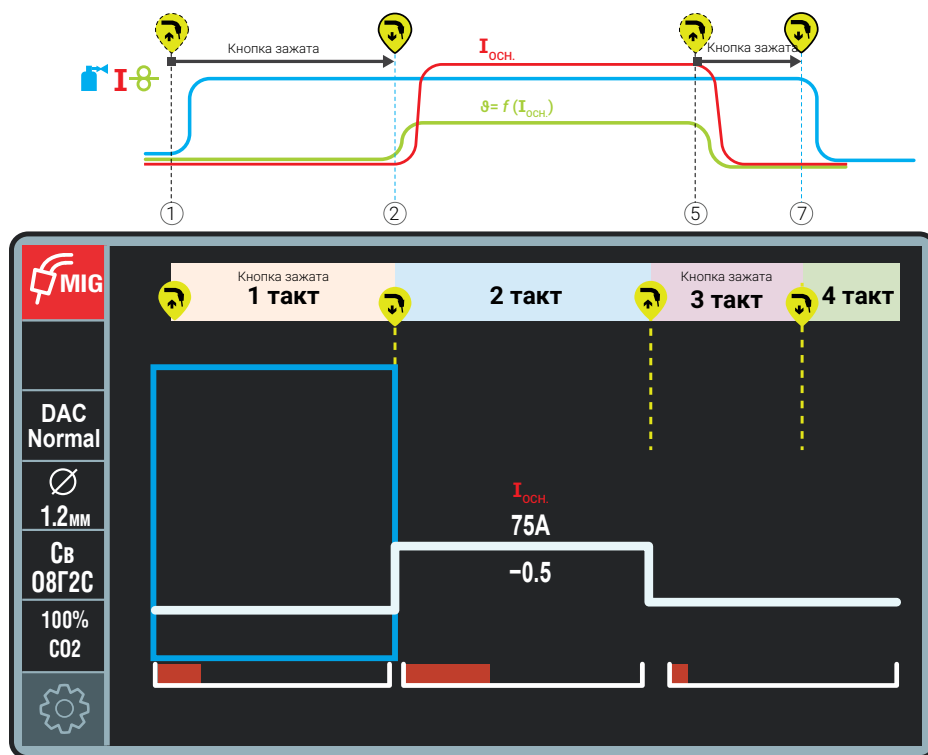 Кнопка зажата
Iосн.
Кнопка зажата
I
ϑ= f (Iосн.)
1
2
5
7
MIG
Кнопка зажата
1 такт
2 такт
Кнопка зажата
3 такт
4 такт
DAC
Normal
1.2мм
Св
08Г2С
100%
CO2
Iосн.
75A
−0.5